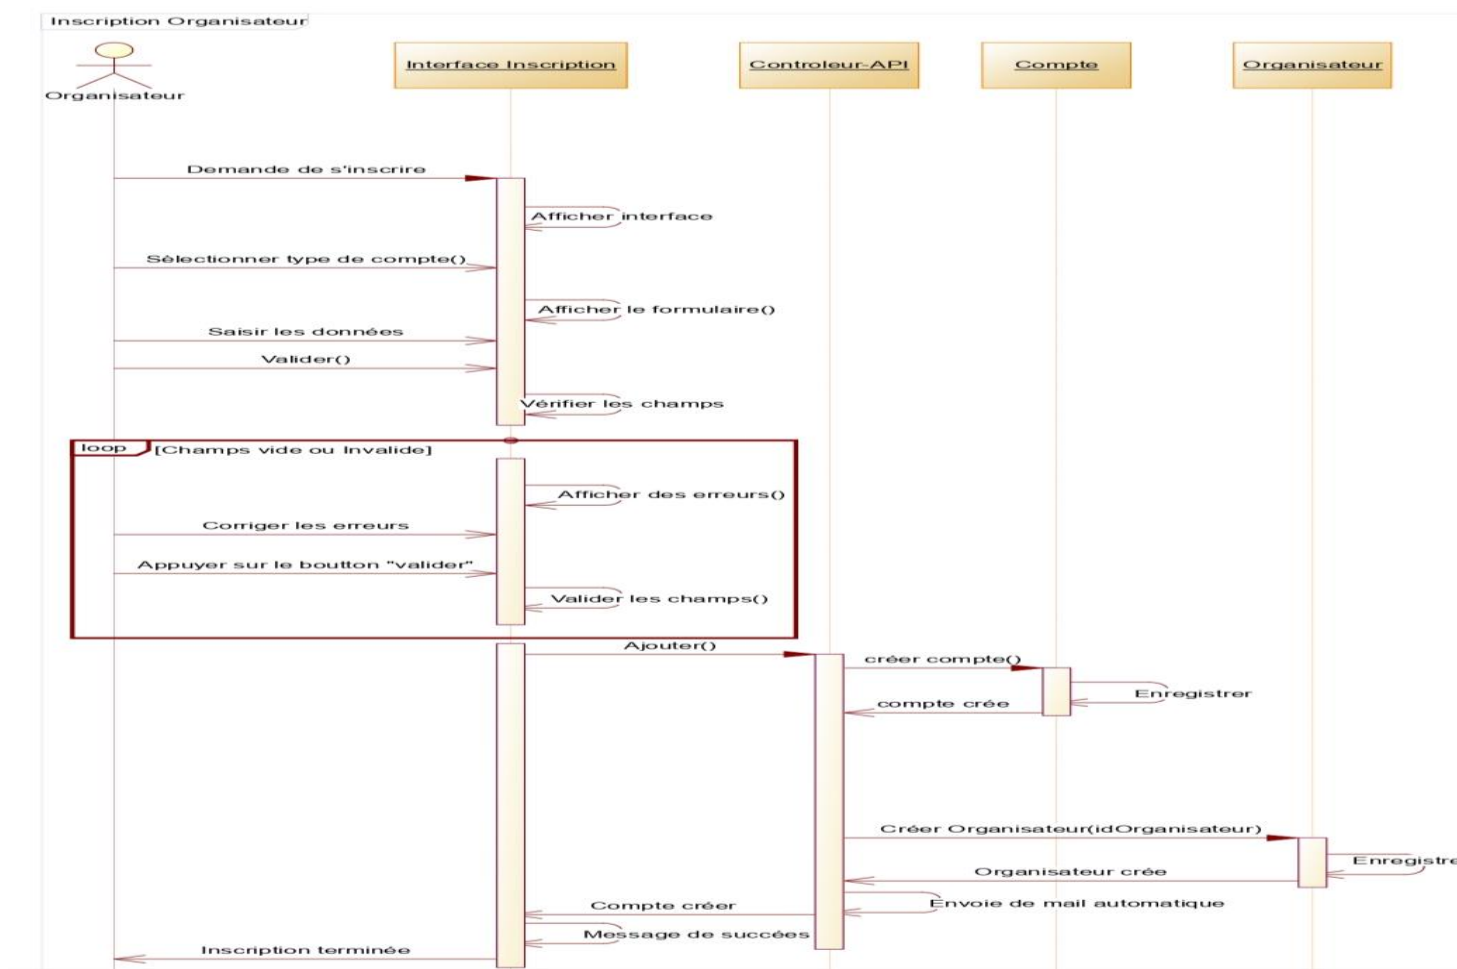 Inscription Organisateur
Organisateur
Interface Inscription
Controleur-API
Compte
Organisateur
Demande de s'inscrire
Afficher interface
Sélectionner type de compte()
Afficher le formulaire()
Saisir les données
Valider()
Vérifier les champs
loop [Champs vide ou Invalide]
Afficher des erreurs()
Corriger les erreurs
Appuyer sur le boutton "valider"
Valider les champs()
Ajouter()
créer compte()
Enregistrer
compte crée
Créer Organisateur(idOrganisateur)
Enregistre
Organisateur crée
Envoie de mail automatique
Compte créer
Message de succées
Inscription terminée